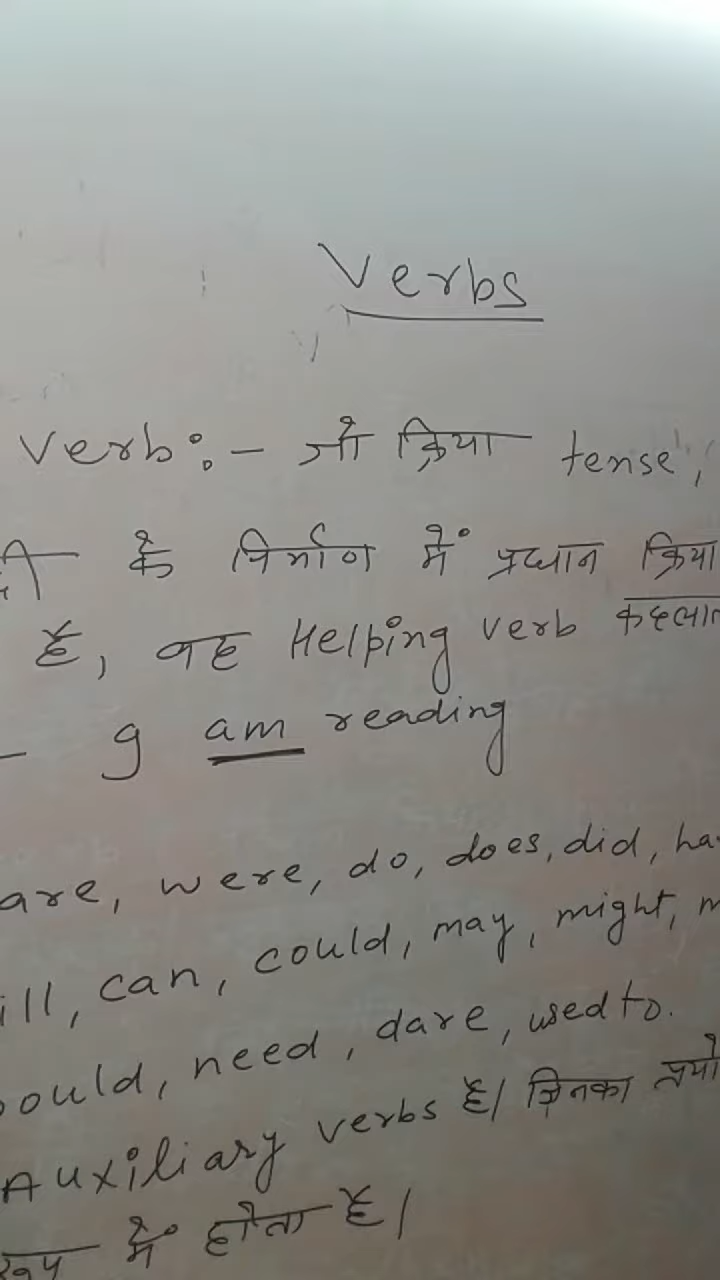 Verbs
Verb:- जो क्रिया tense,
के निर्माण में प्रधान क्रिया
है, वह Helping verb
- I am reading
are, were, do, does, did,
can, could, may, might,
need, dare, used to.
Auxiliary verbs है। जिनका
रूप में होता है।